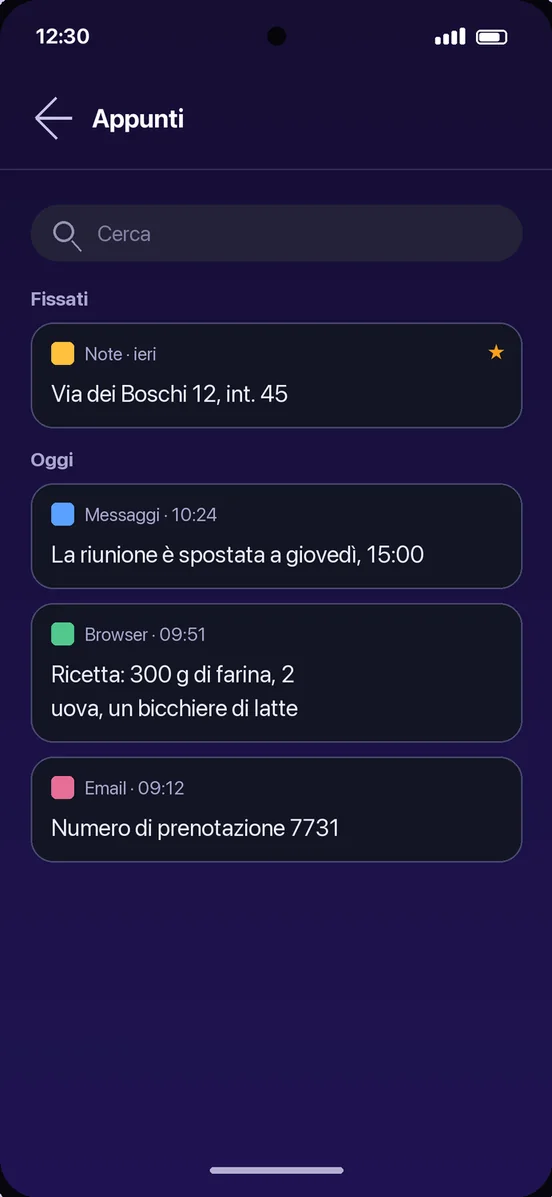 12:30
Appunti
Cerca
Fissati
Note · ieri
Via dei Boschi 12, int. 45
Oggi
Messaggi · 10:24
La riunione è spostata a giovedì, 15:00
Browser · 09:51
Ricetta: 300 g di farina, 2
uova, un bicchiere di latte
Email · 09:12
Numero di prenotazione 7731